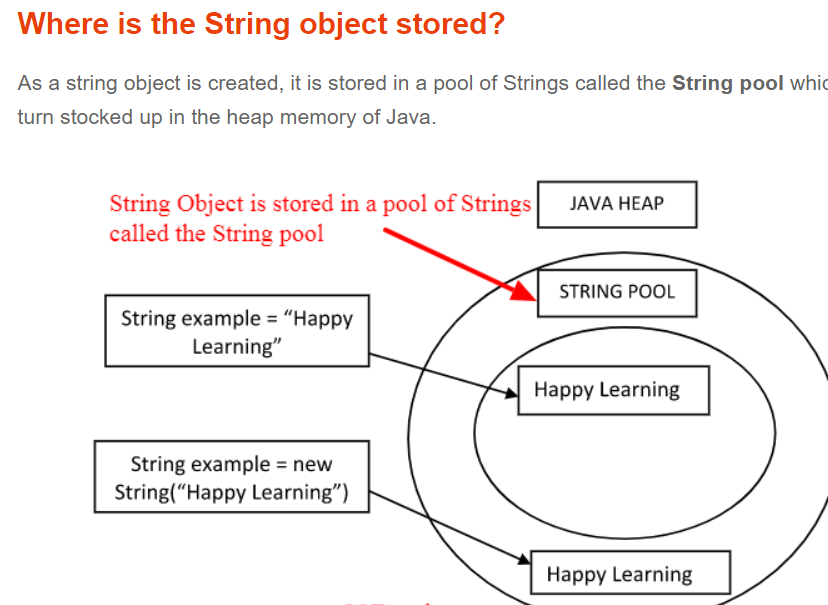 Where is the String object stored?
As a string object is created, it is stored in a pool of Strings called the String pool
turn stocked up in the heap memory of Java.
String Object is stored in a pool of Strings
called the String pool
JAVA HEAP
STRING POOL
String example = “Happy
Learning”
Happy Learning
String example = new
String(“Happy Learning”)
Happy Learning